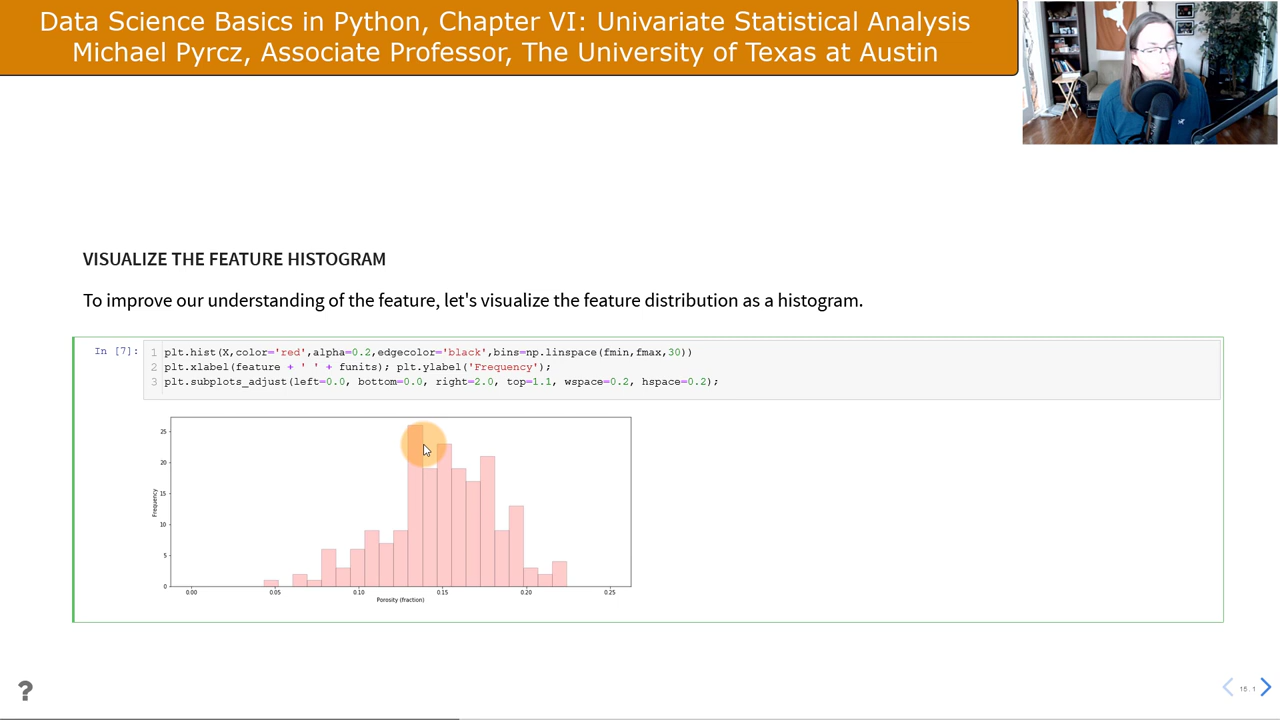 Data Science Basics in Python, Chapter VI: Univariate Statistical Analysis
Michael Pyrcz, Associate Professor, The University of Texas at Austin
VISUALIZE THE FEATURE HISTOGRAM
To improve our understanding of the feature, let's visualize the feature distribution as a histogram.
In [7]:
1 plt.hist(X,color='red',alpha=0.2,edgecolor='black',bins=np.linspace(fmin,fmax,30))
2 plt.xlabel(feature + ' ' + funits); plt.ylabel('Frequency');
3 plt.subplots_adjust(left=0.0, bottom=0.0, right=2.0, top=1.1, wspace=0.2, hspace=0.2);
25
20
15
10
5
0
Frequency
0.00 0.05 0.10 0.15 0.20 0.25
Porosity (fraction)
?
16.1